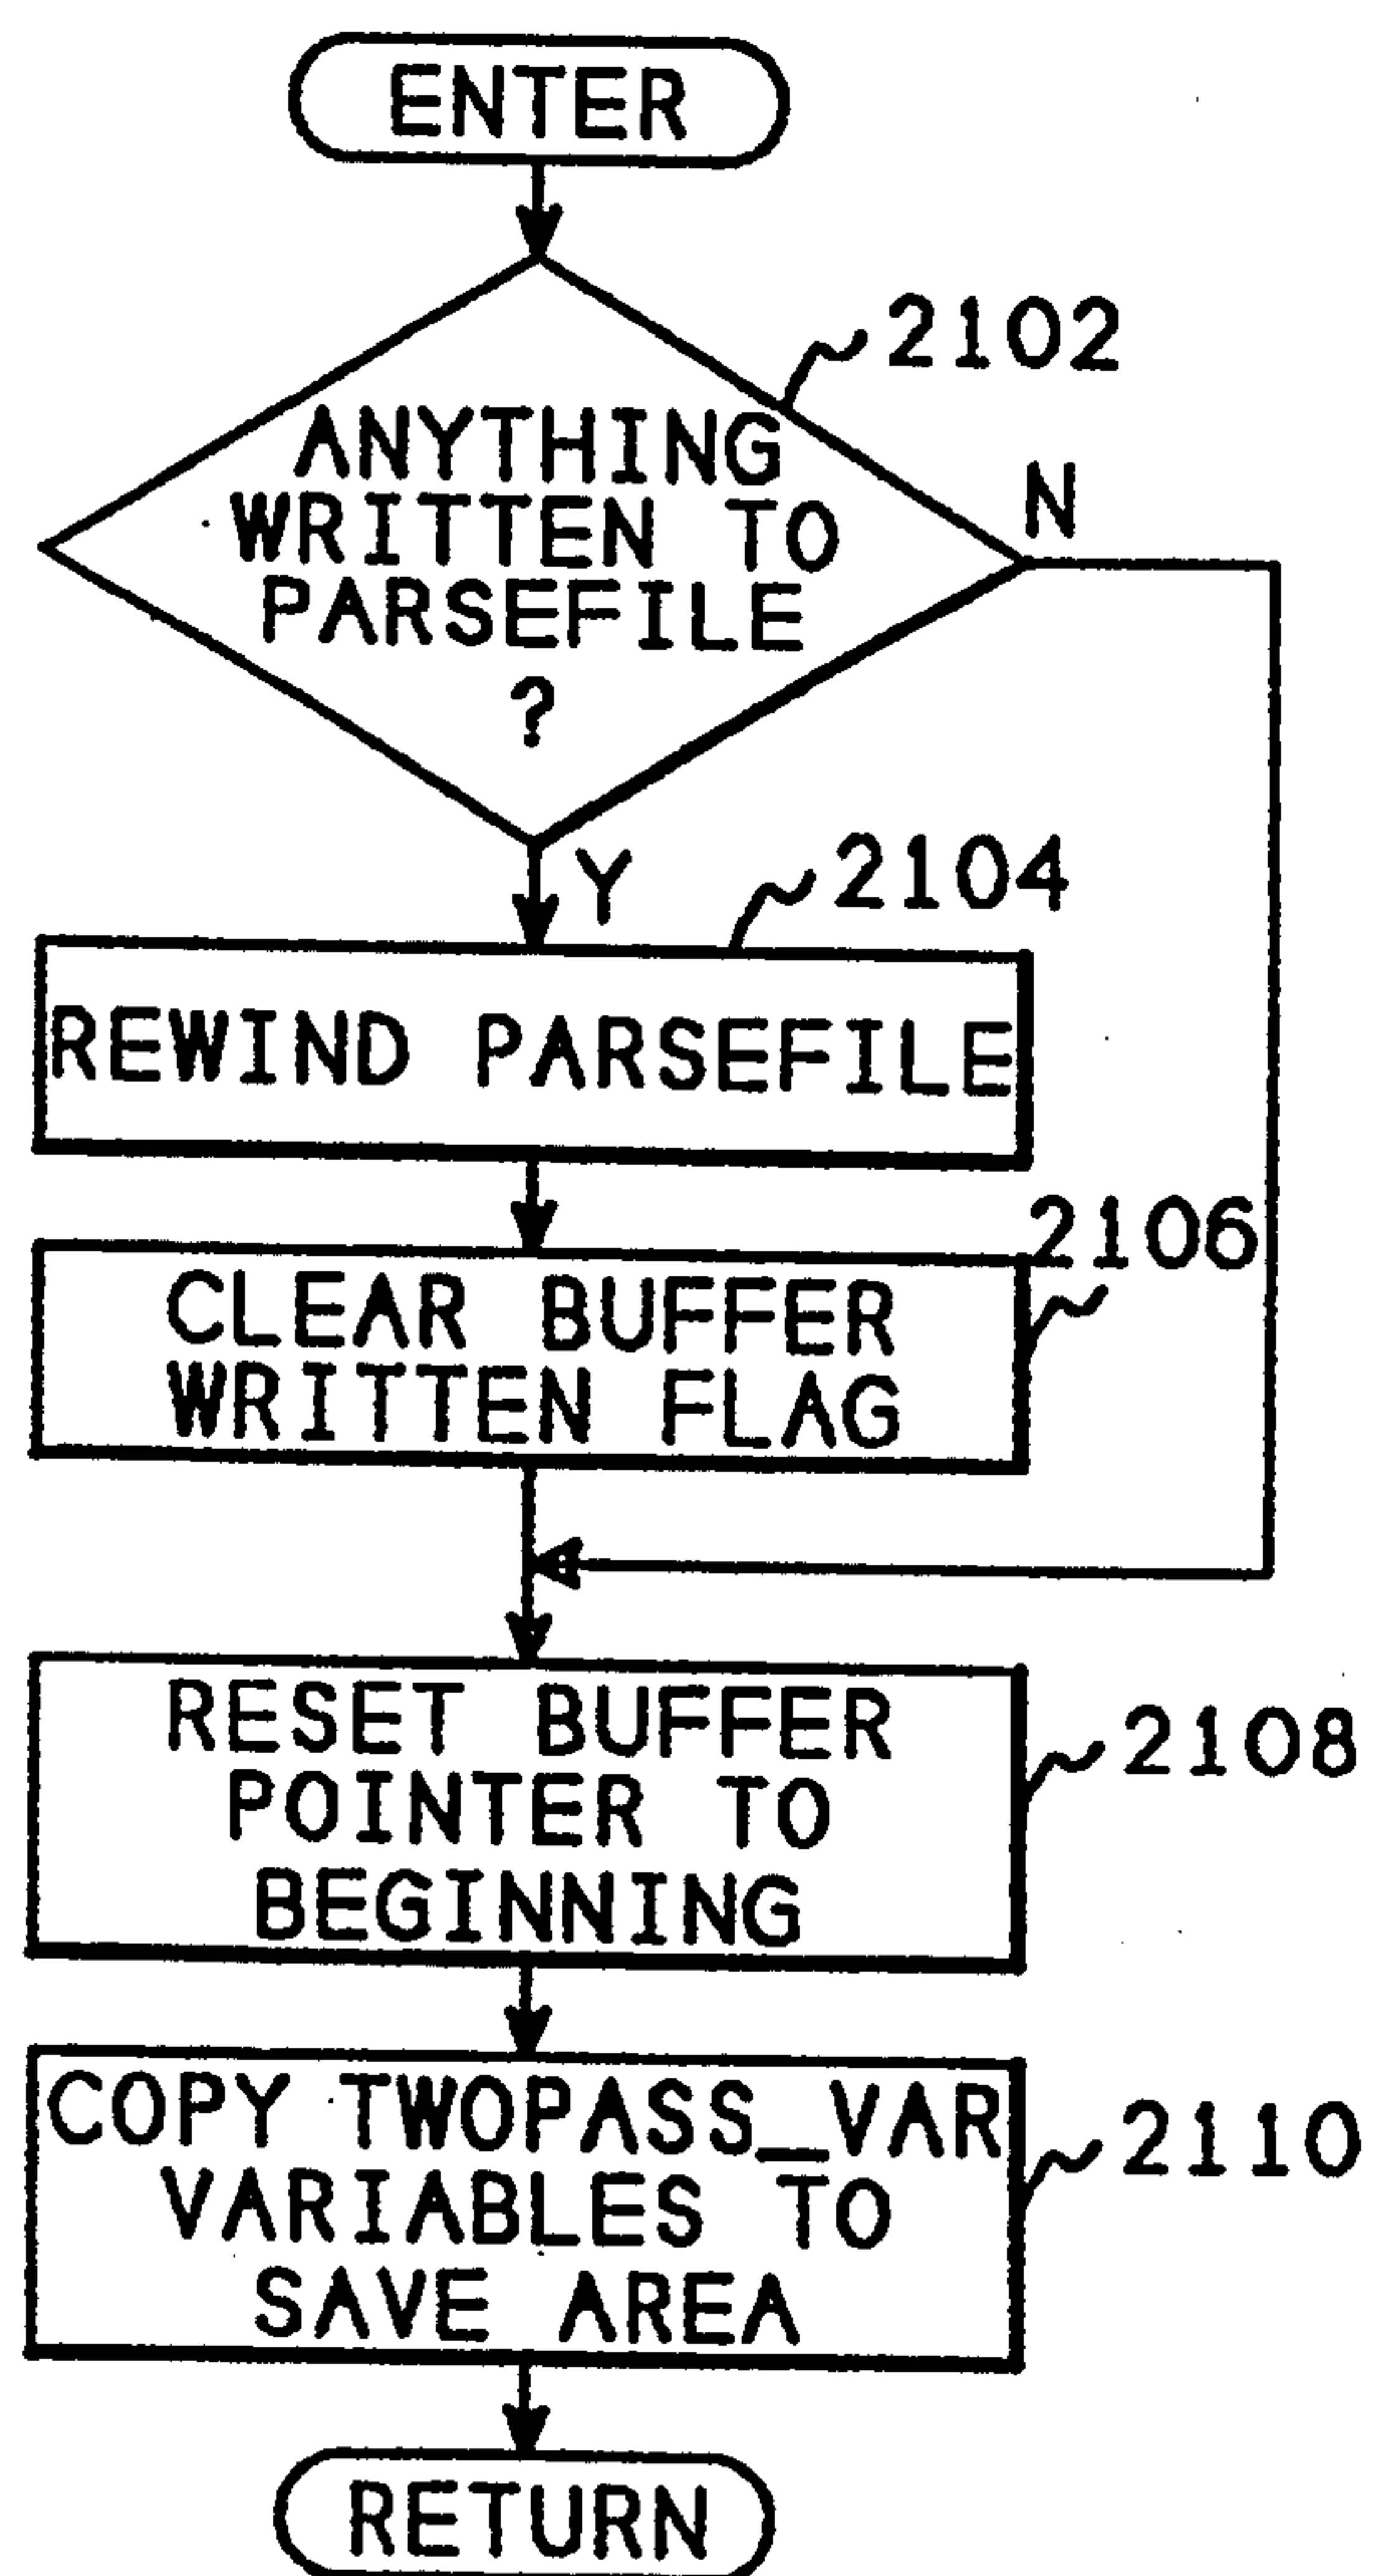 ENTER
2102
ANYTHING
WRITTEN TO
PARSEFILE
?
N
Y
2104
REWIND PARSEFILE
2106
CLEAR BUFFER
WRITTEN FLAG
RESET BUFFER
POINTER TO
BEGINNING
2108
COPY TWOPASS_VAR
VARIABLES TO
SAVE AREA
2110
RETURN